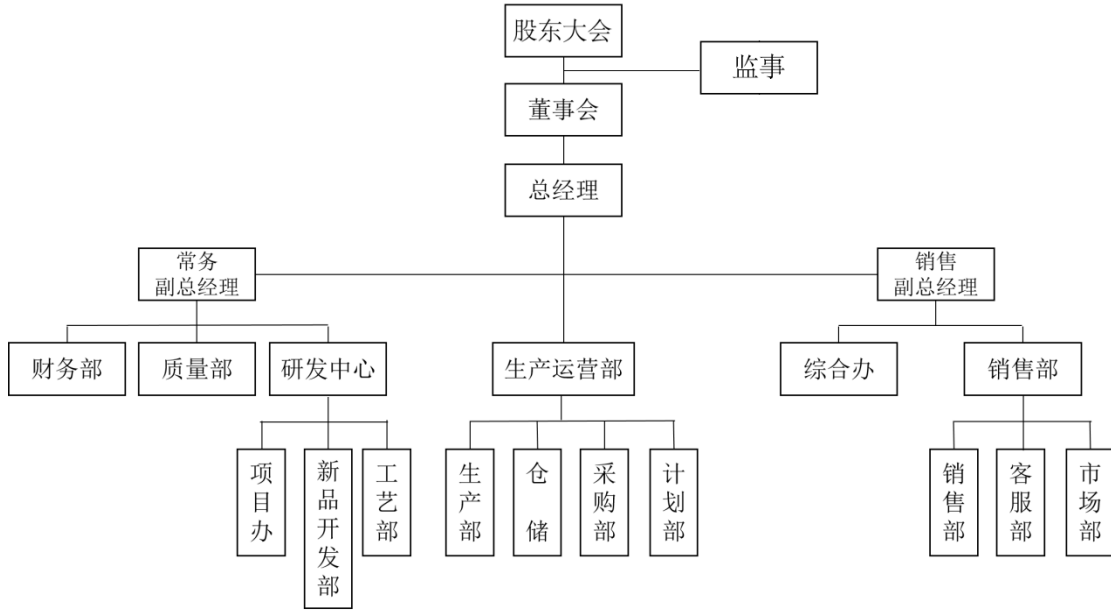 股东大会
监事
董事会
总经理
常务
副总经理
销售
副总经理
财务部
质量部
研发中心
生产运营部
综合办
销售部
项目办
新品开发部
工艺部
生产部
仓储
采购部
计划部
销售部
客服部
市场部